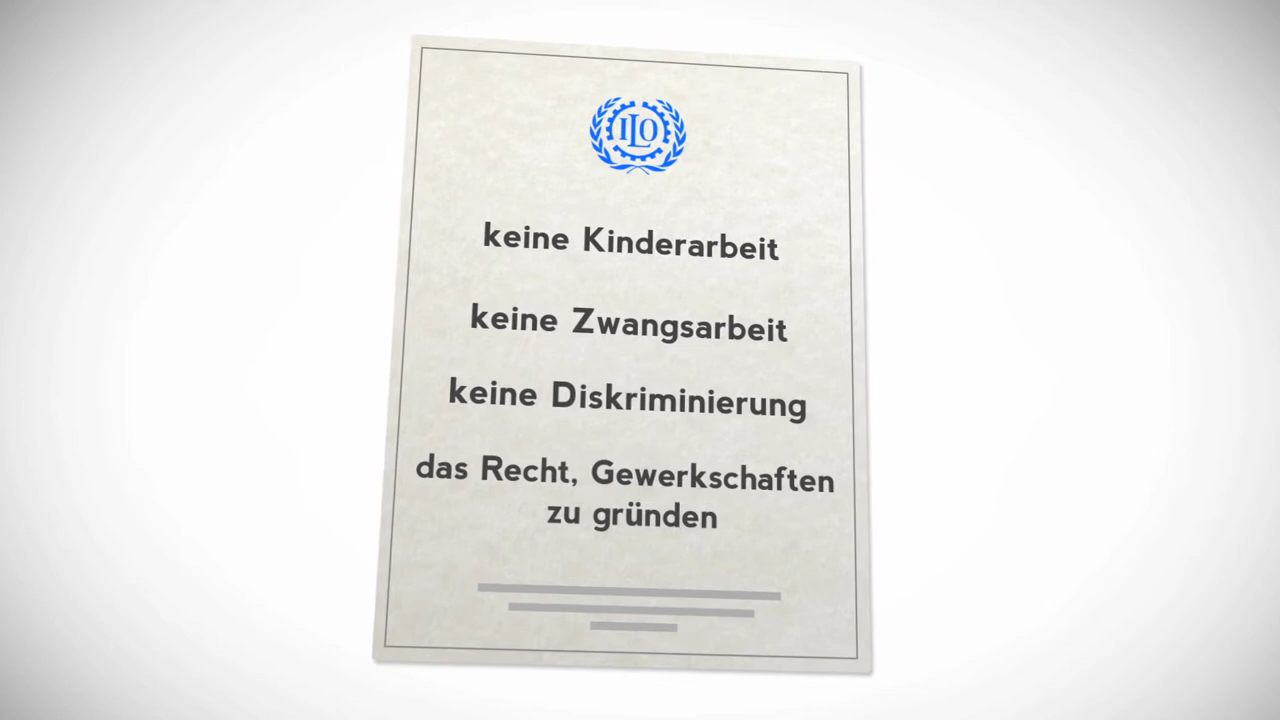 ILO
keine Kinderarbeit
keine Zwangsarbeit
keine Diskriminierung
das Recht, Gewerkschaften
zu gründen